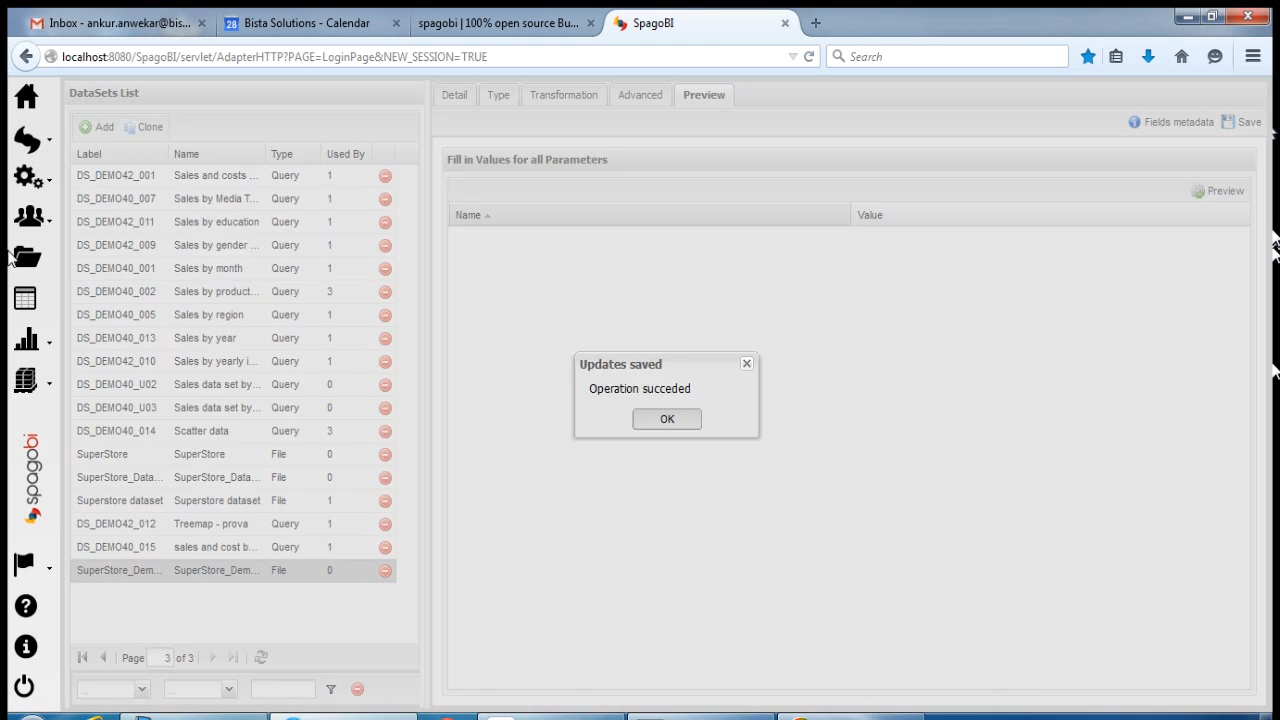 Inbox - ankur.anwekar@bis...
28 Bista Solutions - Calendar
spagobi | 100% open source Bu...
SpagoBI
localhost:8080/SpagoBI/servlet/AdapterHTTP?PAGE=LoginPage&NEW_SESSION=TRUE
Search
DataSets List
Detail Type Transformation Advanced Preview
Fields metadata Save
Add Clone
Label Name Type Used By
DS_DEMO42_001 Sales and costs ... Query 1
DS_DEMO40_007 Sales by Media T... Query 1
DS_DEMO42_011 Sales by education Query 1
DS_DEMO42_009 Sales by gender ... Query 1
DS_DEMO40_001 Sales by month Query 1
DS_DEMO40_002 Sales by product... Query 3
DS_DEMO40_005 Sales by region Query 1
DS_DEMO40_013 Sales by year Query 1
DS_DEMO42_010 Sales by yearly i... Query 1
DS_DEMO40_U02 Sales data set by... Query 0
DS_DEMO40_U03 Sales data set by... Query 0
DS_DEMO40_014 Scatter data Query 3
SuperStore SuperStore File 0
SuperStore_Data... SuperStore_Data... File 0
Superstore dataset Superstore dataset File 1
DS_DEMO42_012 Treemap - prova Query 1
DS_DEMO40_015 sales and cost b... Query 1
SuperStore_Dem... SuperStore_Dem... File 0
Page 3 of 3
... ...
Fill in Values for all Parameters
Preview
Name Value
Updates saved
Operation succeded
OK
spagobi